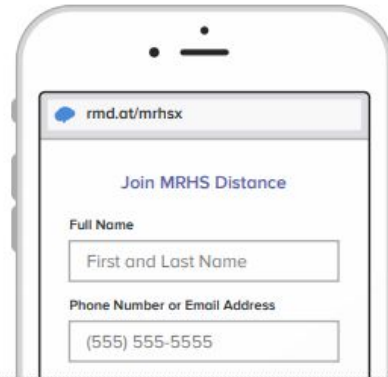 rmd.at/mrhsx
Join MRHS Distance
Full Name
First and Last Name
Phone Number or Email Address
(555) 555-5555